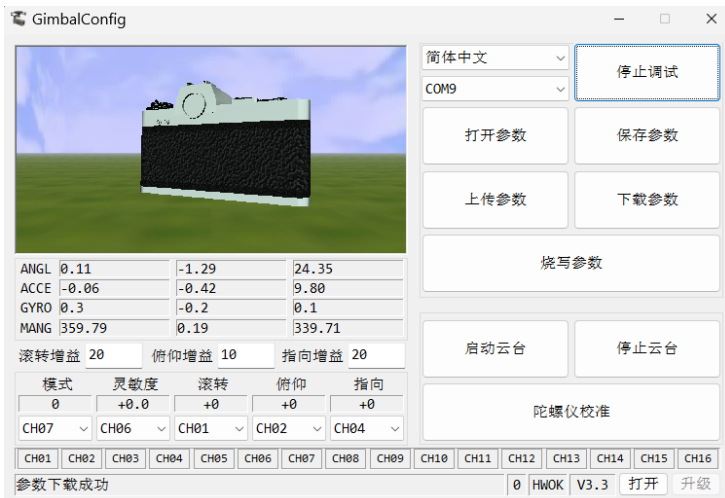 GimbalConfig
简体中文
停止调试
COM9
打开参数 保存参数
上传参数 下载参数
烧写参数
ANGL 0.11 -1.29 24.35
ACCE -0.06 -0.42 9.80
GYRO 0.3 -0.2 0.1
MANG 359.79 0.19 339.71
滚转增益 20 俯仰增益 10 指向增益 20
启动云台 停止云台
模式 灵敏度 滚转 俯仰 指向
0 +0.0 +0 +0 +0
CH07 CH06 CH01 CH02 CH04
陀螺仪校准
CH01 CH02 CH03 CH04 CH05 CH06 CH07 CH08 CH09 CH10 CH11 CH12 CH13 CH14 CH15 CH16
参数下载成功 0 HWOK V3.3 打开 升级